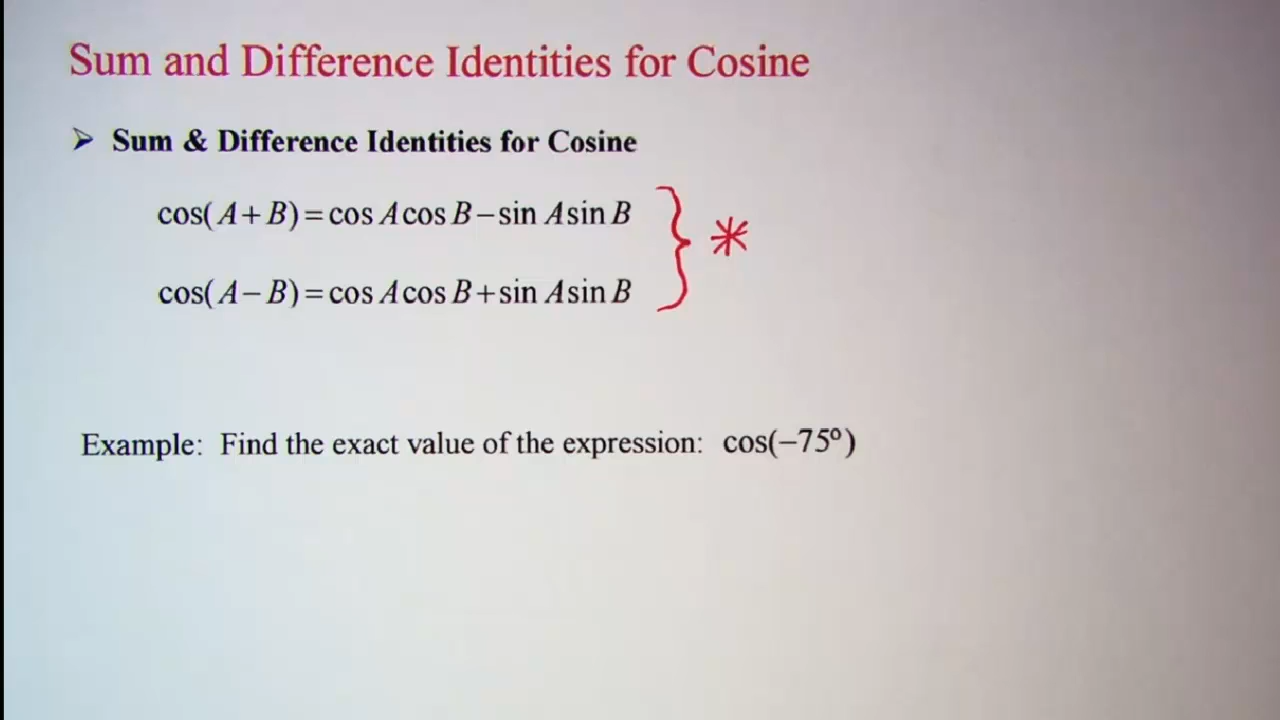 Sum and Difference Identities for Cosine
➢ Sum & Difference Identities for Cosine
cos(A+B)=cos A cos B−sin A sin B
cos(A−B)=cos A cos B+sin A sin B
*
Example: Find the exact value of the expression: cos(−75°)